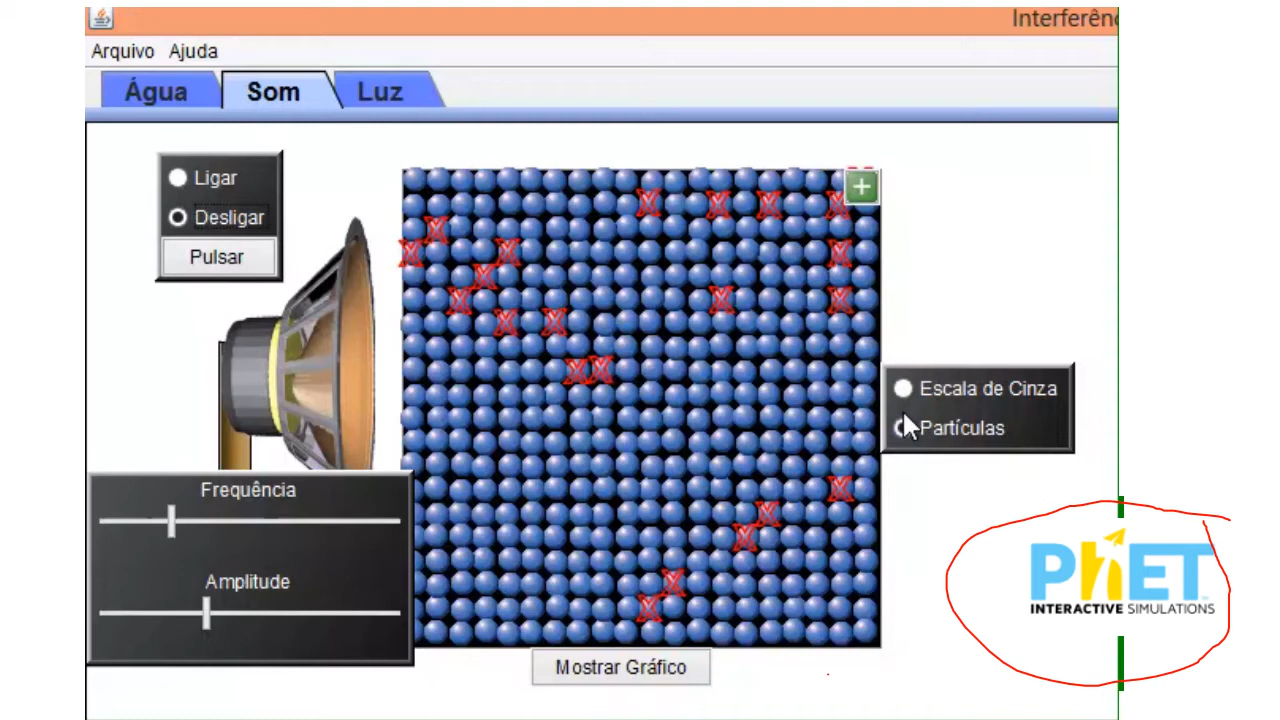 Interferênc
Arquivo Ajuda
Água Som Luz
Ligar
Desligar
Pulsar
Escala de Cinza
Partículas
Frequência
Amplitude
PhET
INTERACTIVE SIMULATIONS
Mostrar Gráfico